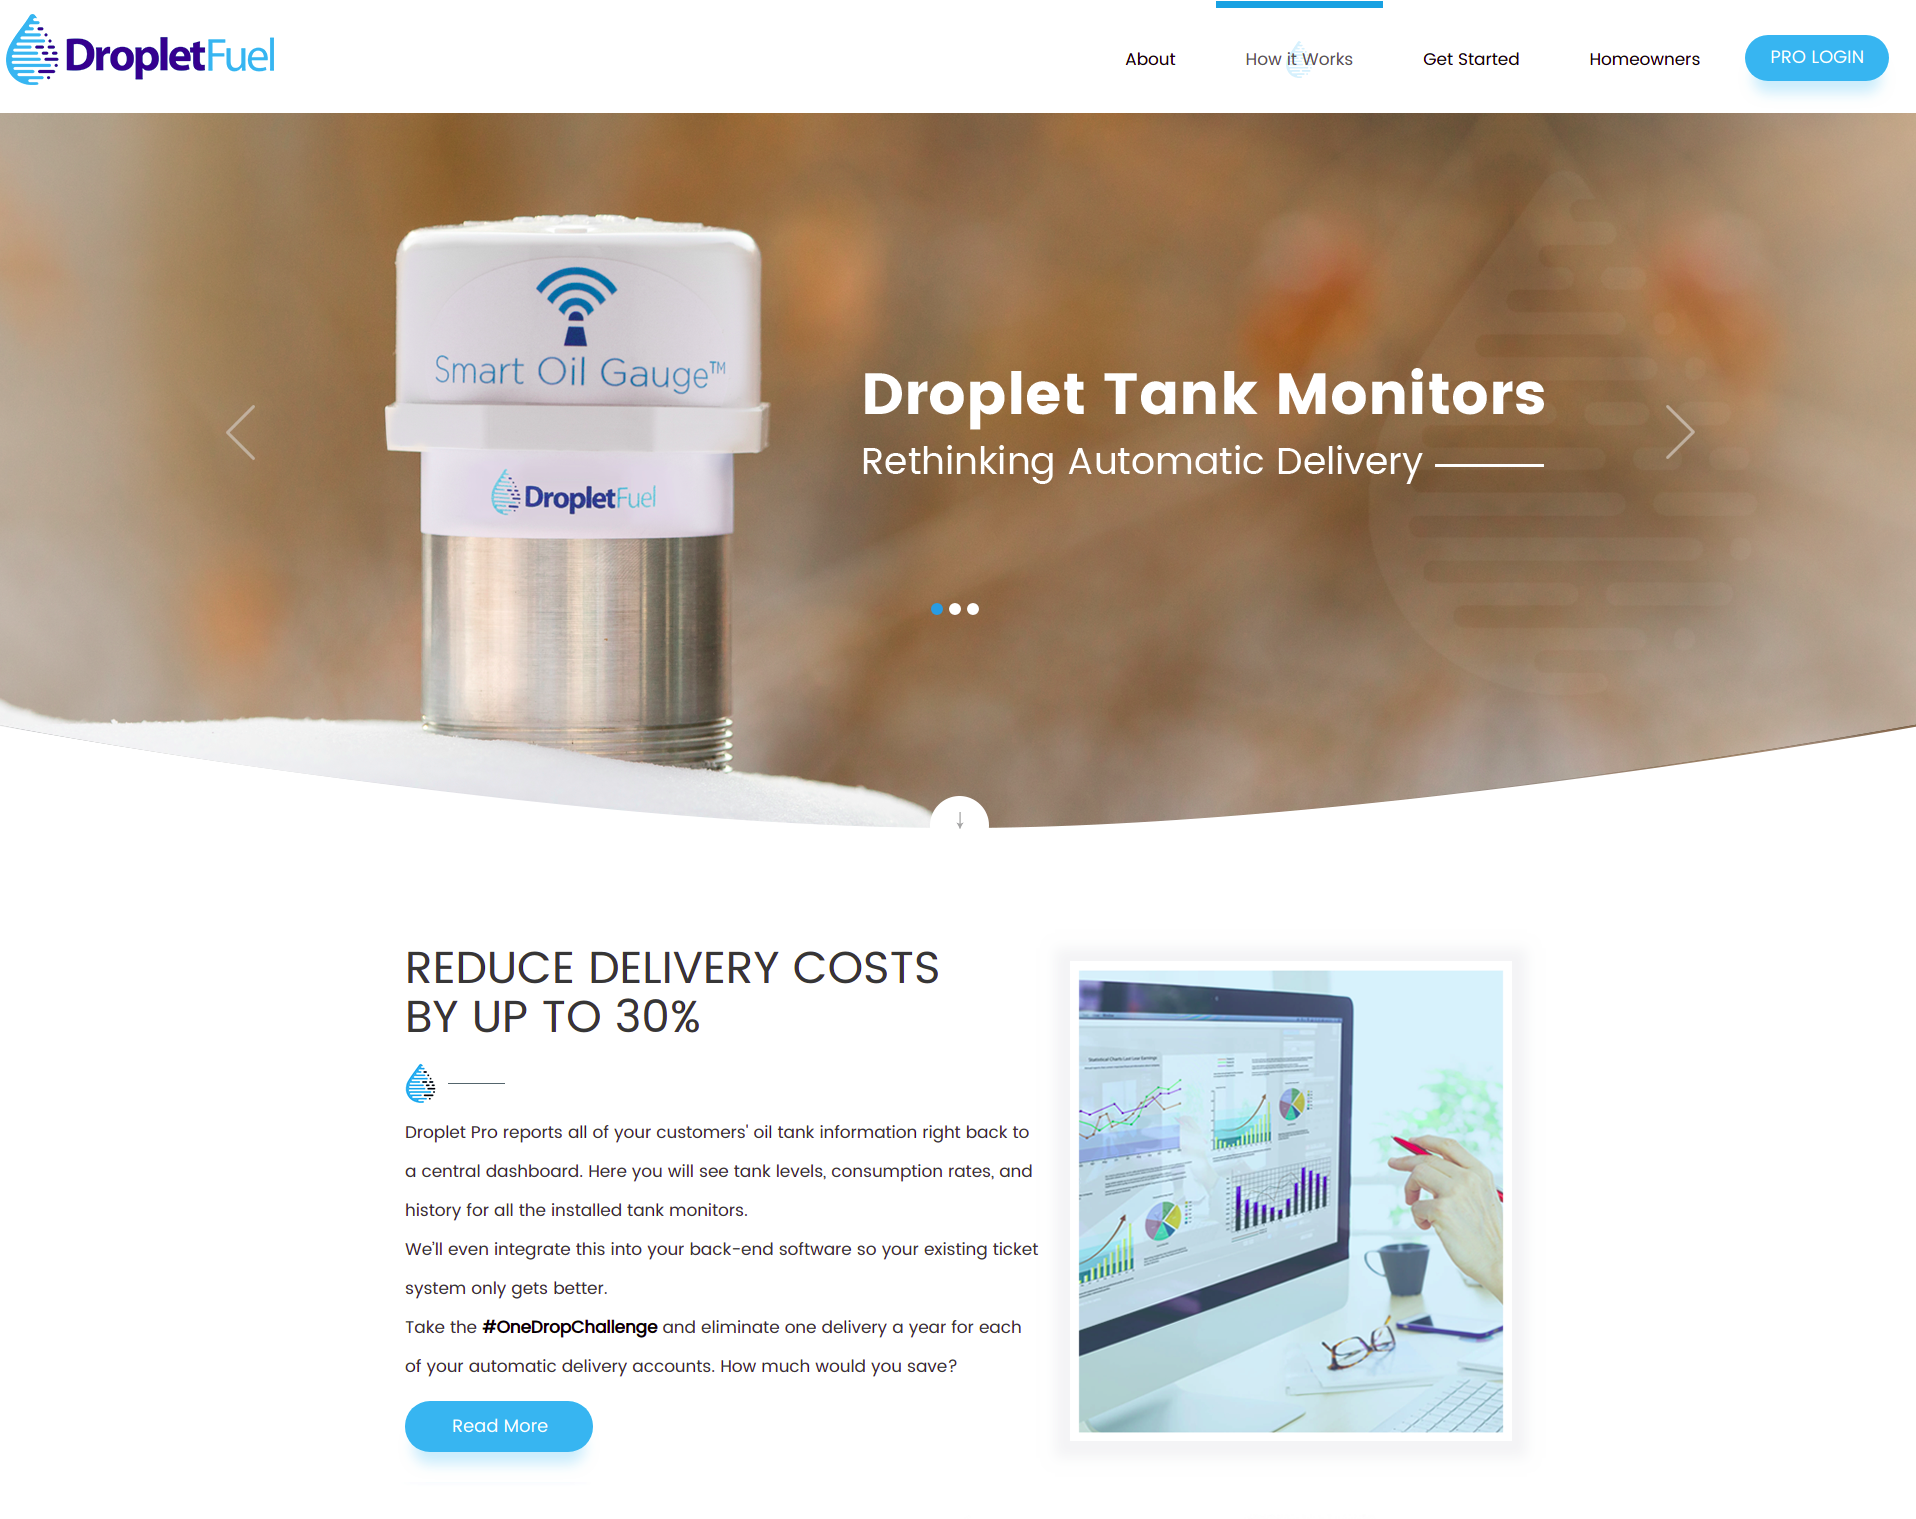 DropletFuel
About
How it Works
Get Started
Homeowners
PRO LOGIN
Smart Oil Gauge™
DropletFuel
Droplet Tank Monitors
Rethinking Automatic Delivery
REDUCE DELIVERY COSTS
BY UP TO 30%
Droplet Pro reports all of your customers' oil tank information right back to
a central dashboard. Here you will see tank levels, consumption rates, and
history for all the installed tank monitors.
We'll even integrate this into your back-end software so your existing ticket
system only gets better.
Take the #OneDropChallenge and eliminate one delivery a year for each
of your automatic delivery accounts. How much would you save?
Read More